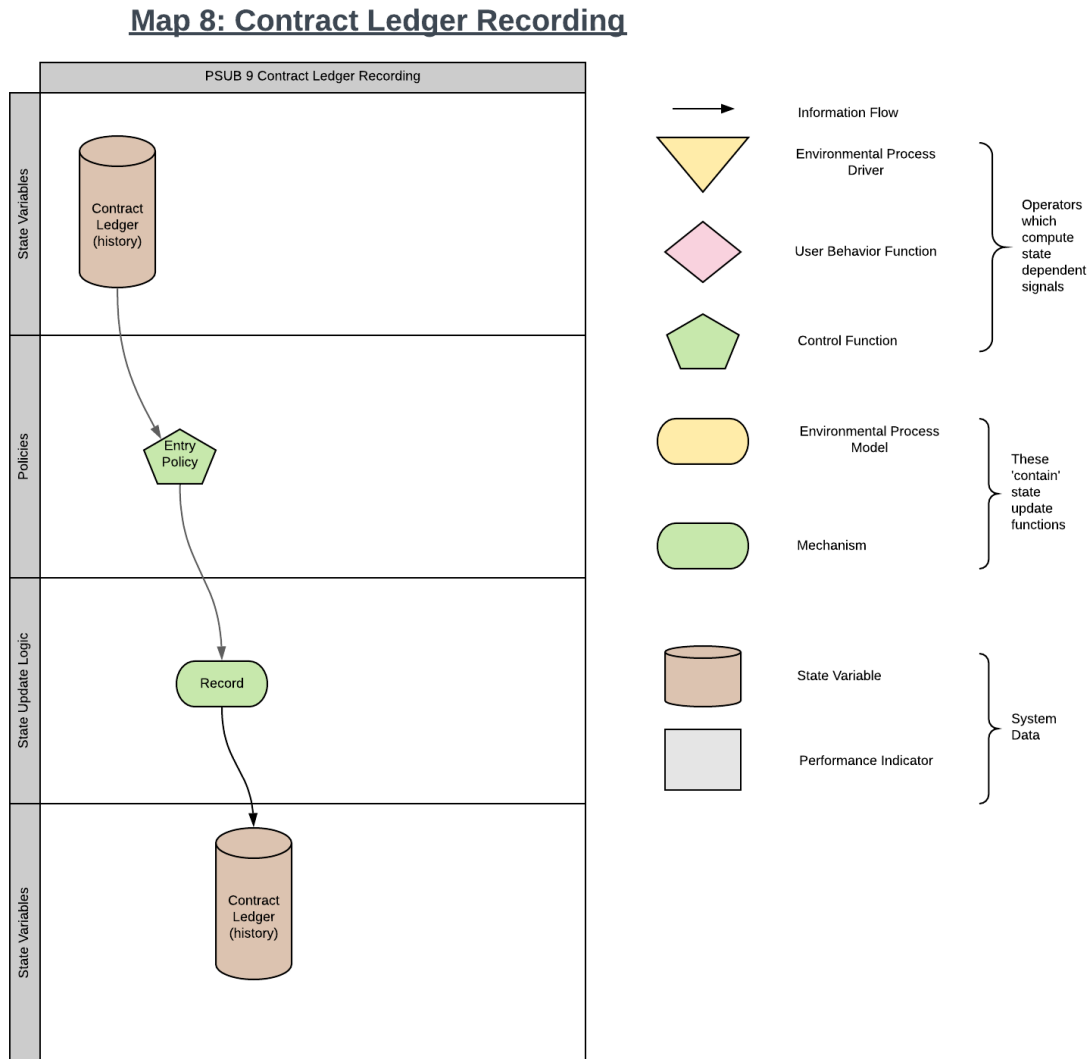 Map 8: Contract Ledger Recording
PSUB 9 Contract Ledger Recording
State Variables
Contract
Ledger
(history)
Policies
Entry
Policy
State Update Logic
Record
State Variables
Contract
Ledger
(history)
Information Flow
Environmental Process
Driver
User Behavior Function
Control Function
Operators
which
compute
state
dependent
signals
Environmental Process
Model
Mechanism
These
'contain'
state
update
functions
State Variable
Performance Indicator
System
Data